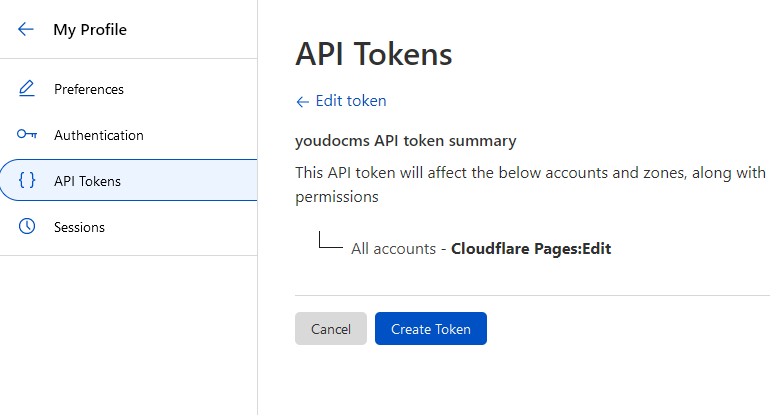 My Profile
Preferences
Authentication
API Tokens
Sessions
API Tokens
← Edit token
youdocms API token summary
This API token will affect the below accounts and zones, along with
permissions
All accounts - Cloudflare Pages:Edit
Cancel
Create Token